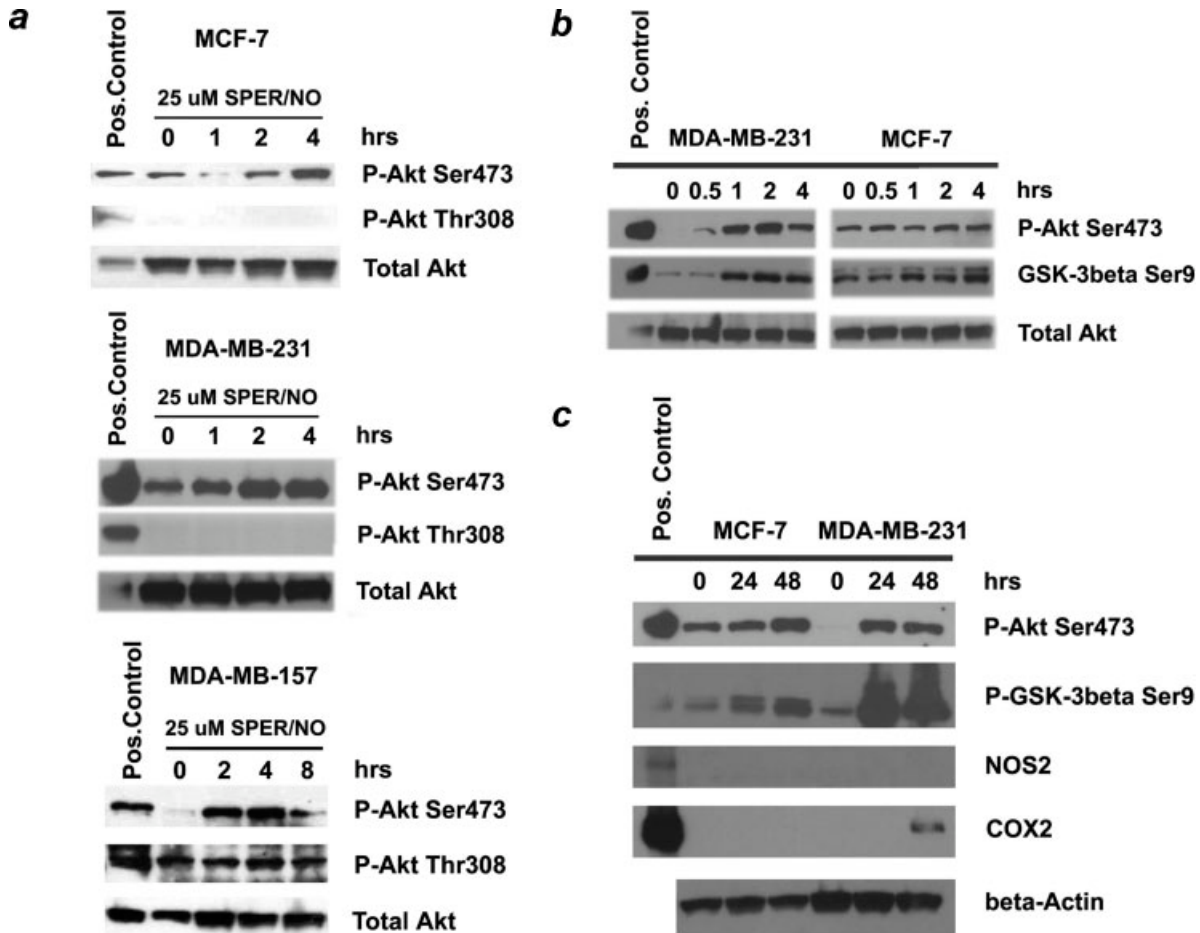 a
MCF-7
Pos.Control
25 uM SPER/NO
0 1 2 4 hrs
P-Akt Ser473
P-Akt Thr308
Total Akt
MDA-MB-231
Pos.Control
25 uM SPER/NO
0 1 2 4 hrs
P-Akt Ser473
P-Akt Thr308
Total Akt
MDA-MB-157
Pos.Control
25 uM SPER/NO
0 2 4 8 hrs
P-Akt Ser473
P-Akt Thr308
Total Akt
b
Pos. Control
MDA-MB-231 MCF-7
0 0.5 1 2 4 0 0.5 1 2 4 hrs
P-Akt Ser473
GSK-3beta Ser9
Total Akt
c
Pos. Control
MCF-7 MDA-MB-231
0 24 48 0 24 48 hrs
P-Akt Ser473
P-GSK-3beta Ser9
NOS2
COX2
beta-Actin